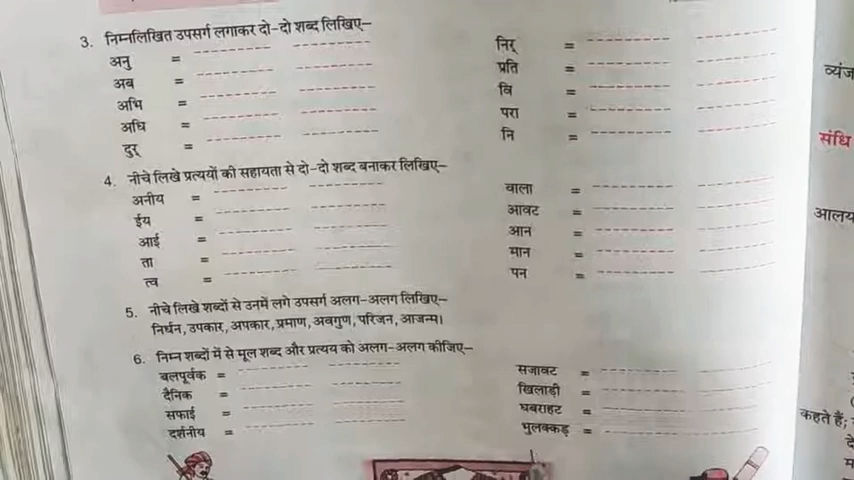 3. निम्नलिखित उपसर्ग लगाकर दो-दो शब्द लिखिए–
अनु =
अब =
अभि =
अधि =
दुर् =
निर् =
प्रति =
वि =
परा =
नि =
4. नीचे लिखे प्रत्ययों की सहायता से दो-दो शब्द बनाकर लिखिए–
अनीय =
ईय =
आई =
ता =
त्व =
वाला =
आवट =
आन =
मान =
पन =
5. नीचे लिखे शब्दों से उनमें लगे उपसर्ग अलग-अलग लिखिए–
निर्धन, उपकार, अपकार, प्रमाण, अवगुण, परिजन, आजन्म।
6. निम्न शब्दों में से मूल शब्द और प्रत्यय को अलग-अलग कीजिए–
बलपूर्वक =
दैनिक =
सफाई =
दर्शनीय =
सजावट =
खिलाड़ी =
घबराहट =
भुलक्कड़ =
संधि
कहते हैं;